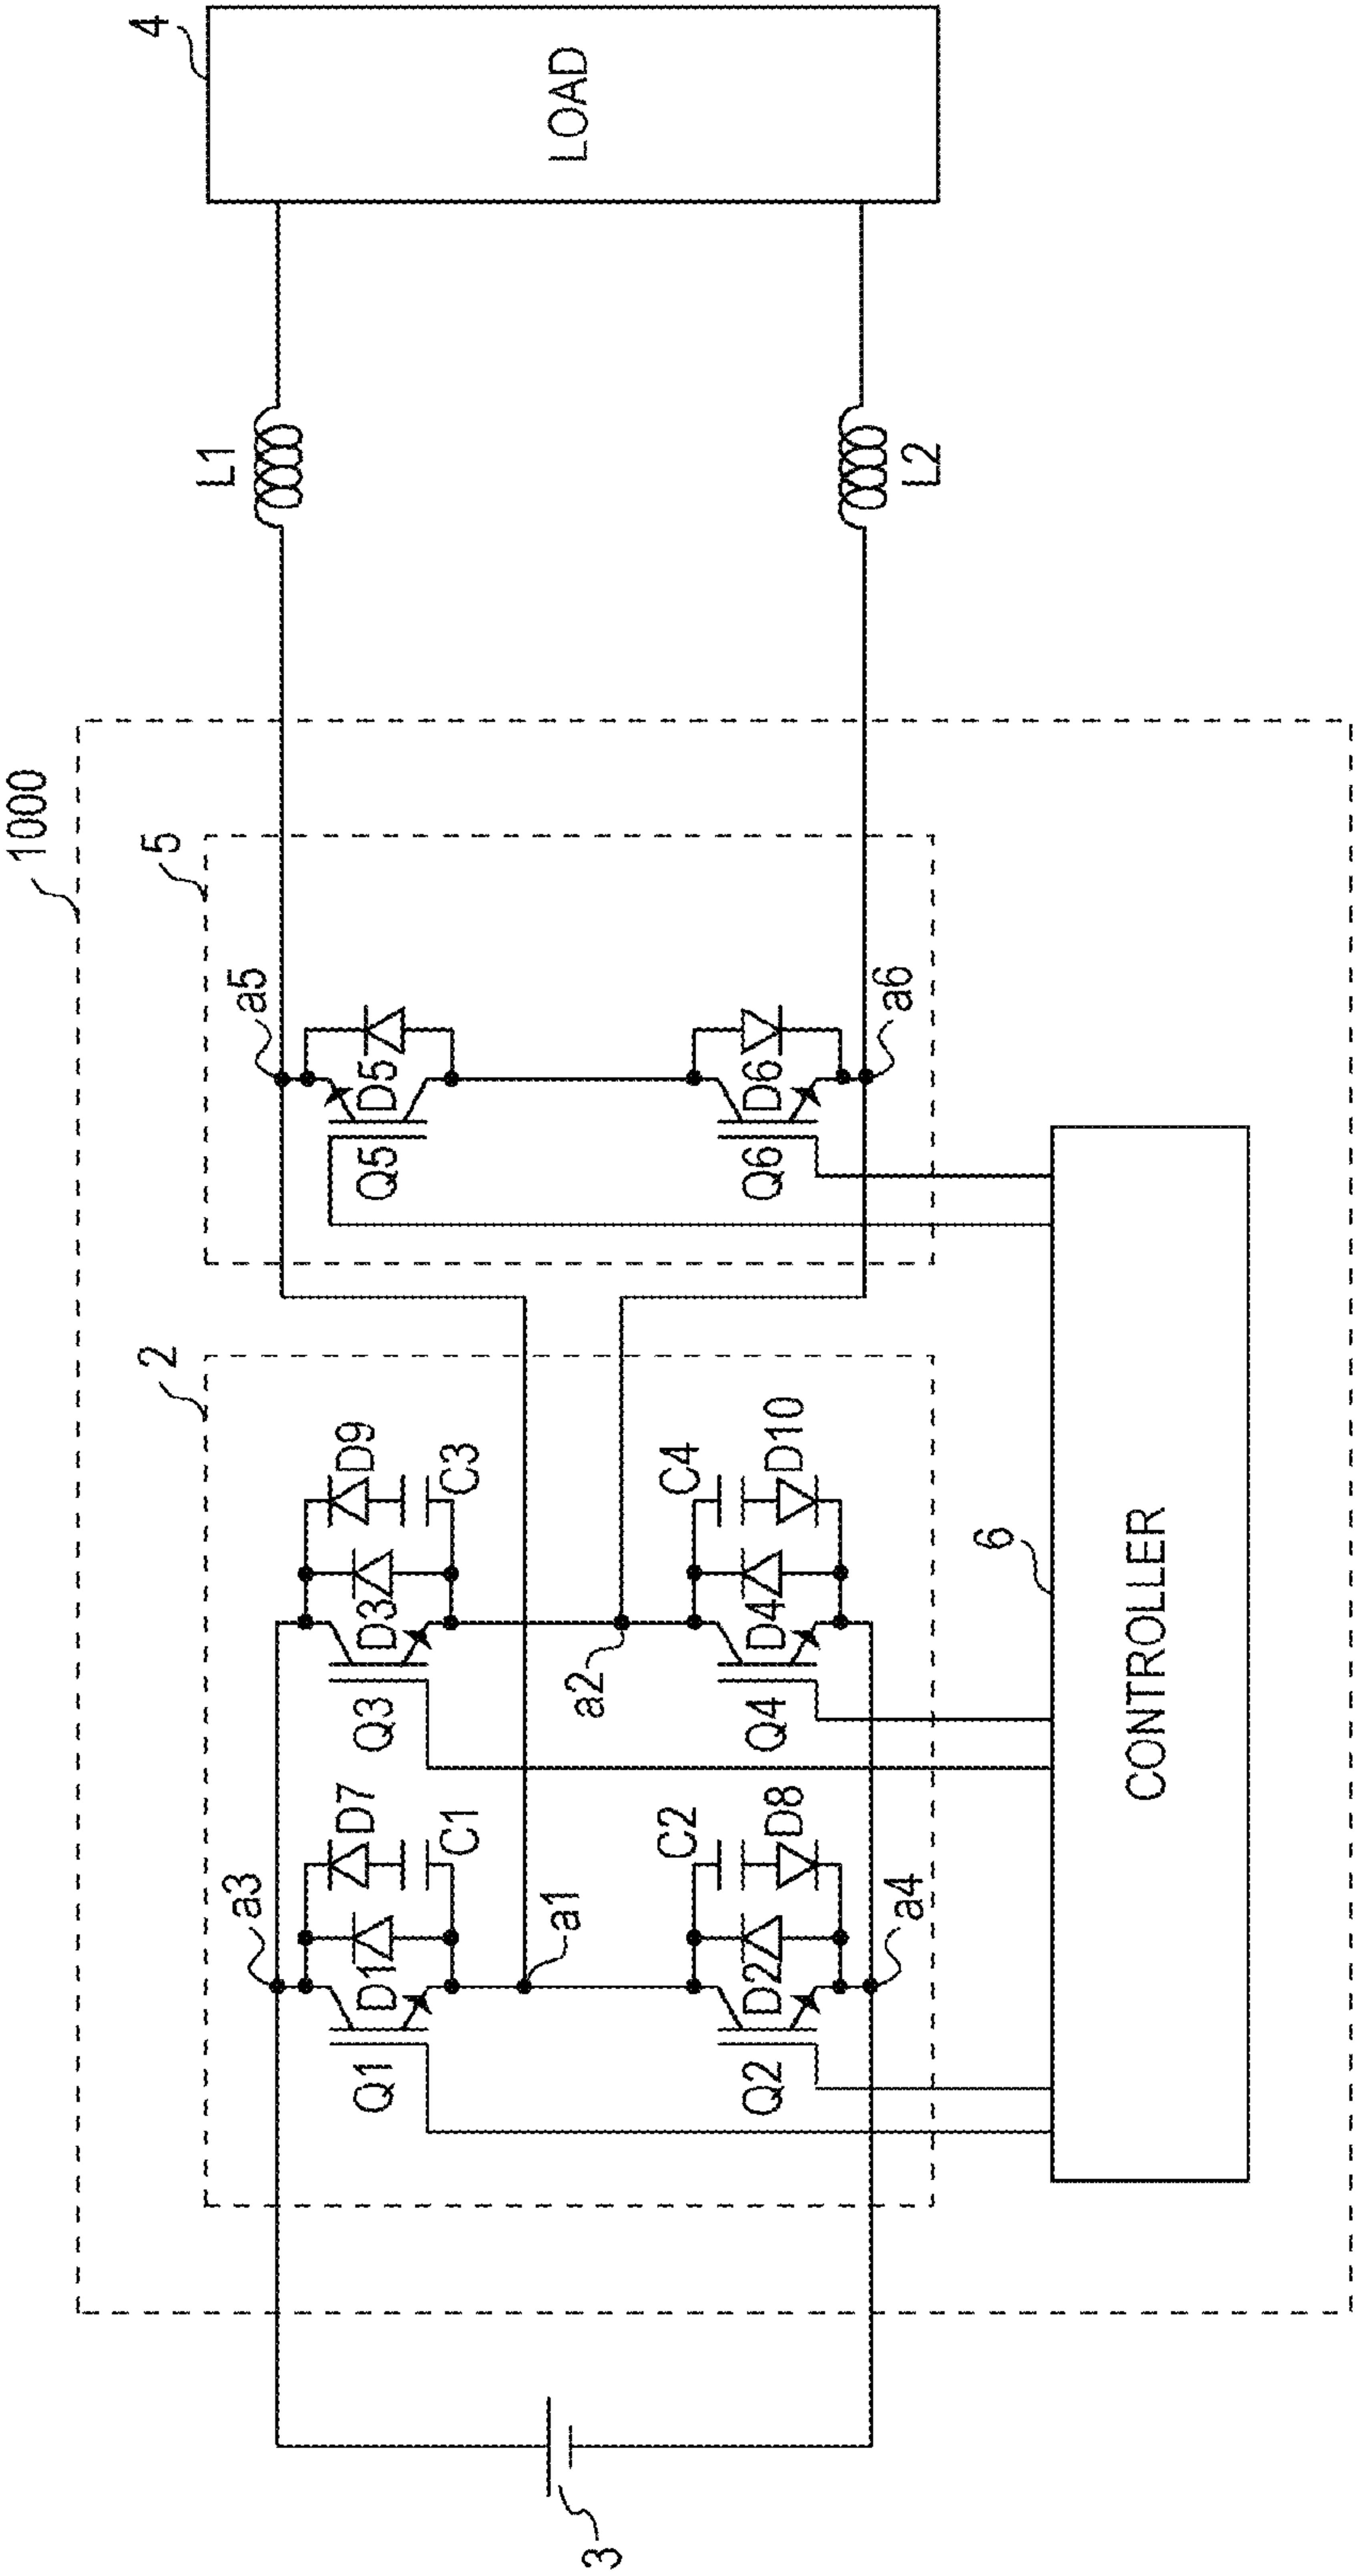 1000
2
5
4
a3
D7
D9
a5
L1
LOAD
Q1
D1
C1
Q3
D3
C3
Q5
D5
3
a1
a2
Q2
D2
C2
D8
Q4
D4
C4
D10
Q6
D6
a4
a6
L2
6
CONTROLLER